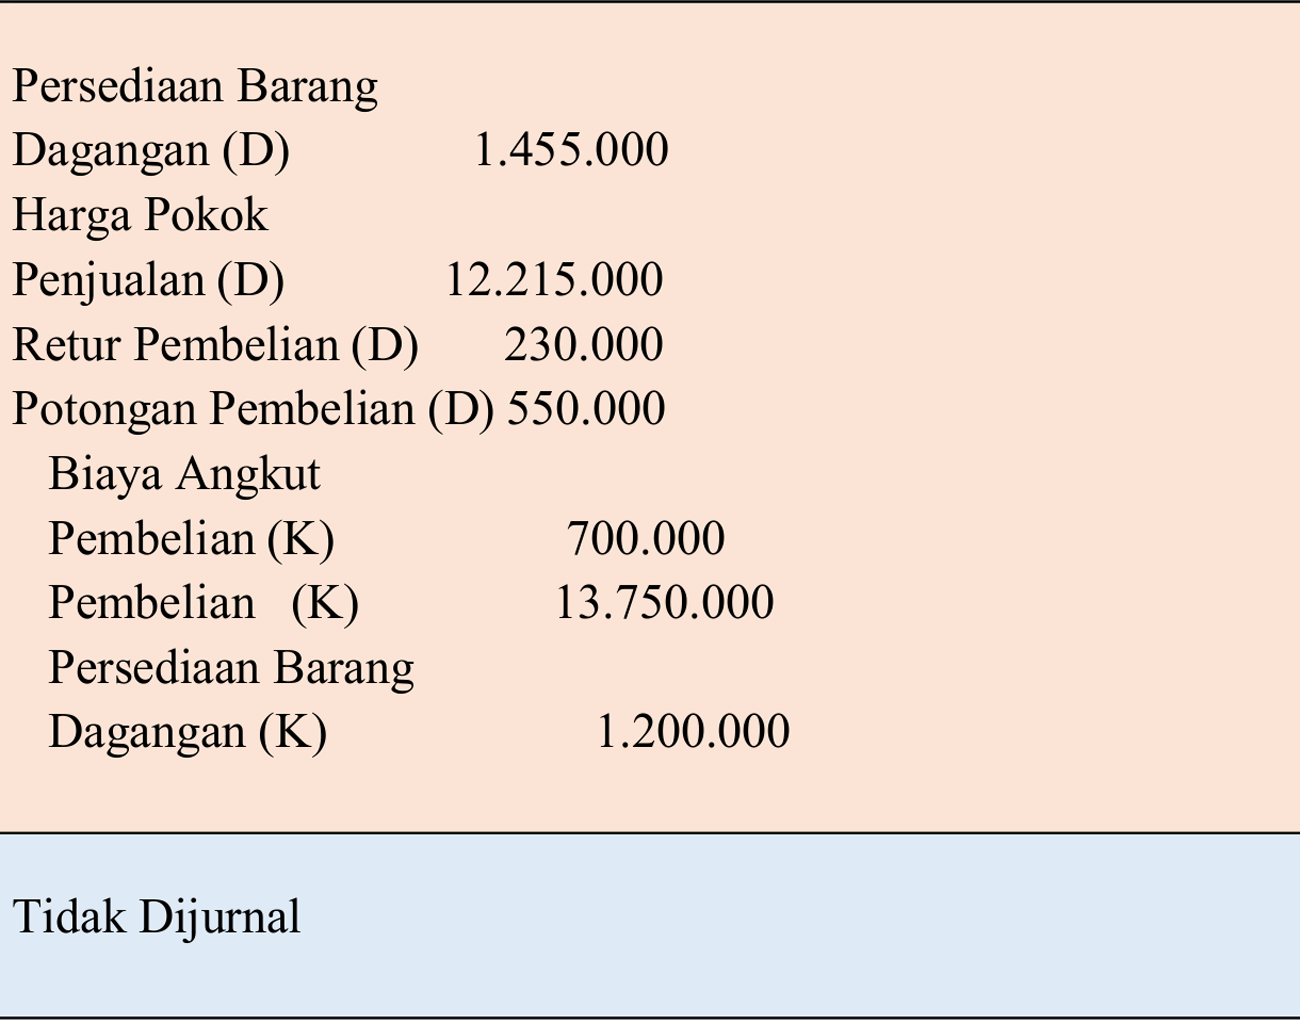 Persediaan Barang
Dagangan (D) 1.455.000
Harga Pokok
Penjualan (D) 12.215.000
Retur Pembelian (D) 230.000
Potongan Pembelian (D) 550.000
Biaya Angkut
Pembelian (K) 700.000
Pembelian (K) 13.750.000
Persediaan Barang
Dagangan (K) 1.200.000
Tidak Dijurnal